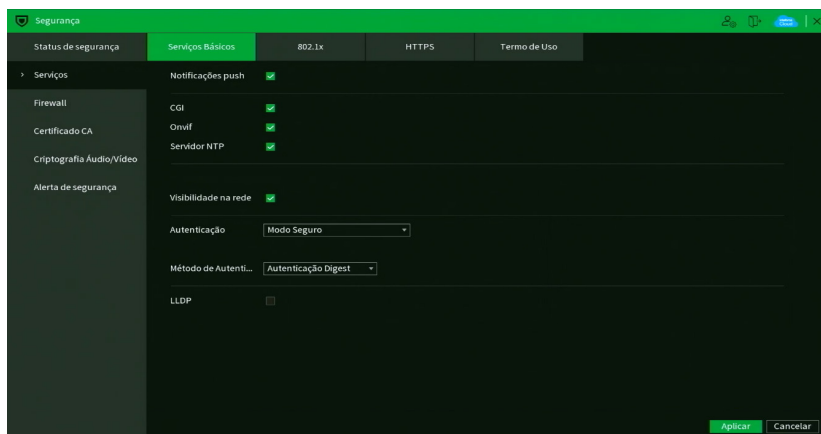 Segurança
Status de segurança
Serviços Básicos
802.1x
HTTPS
Termo de Uso
Serviços
Firewall
Certificado CA
Criptografia Áudio/Vídeo
Alerta de segurança
Notificações push
CGI
Onvif
Servidor NTP
Visibilidade na rede
Autenticação
Modo Seguro
Método de Autenti...
Autenticação Digest
LLDP
Aplicar
Cancelar